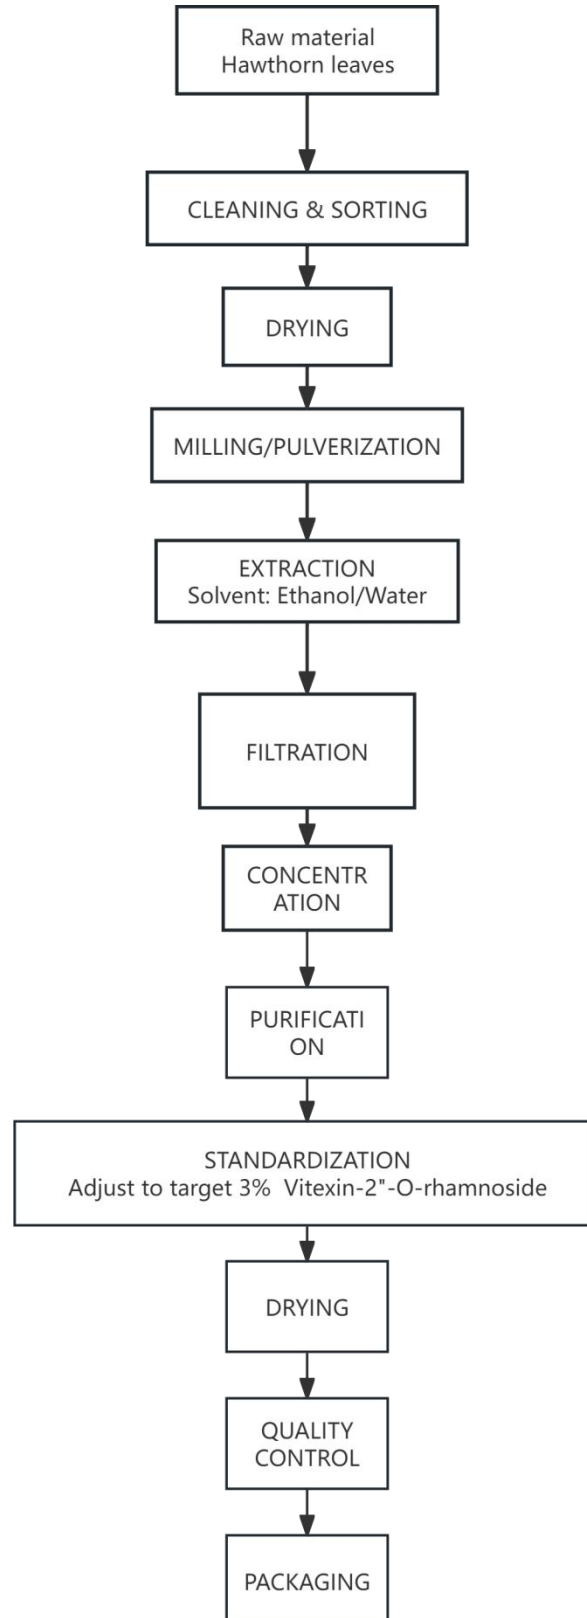 Raw material
Hawthorn leaves
CLEANING & SORTING
DRYING
MILLING/PULVERIZATION
EXTRACTION
Solvent: Ethanol/Water
FILTRATION
CONCENTR
ATION
PURIFICATI
ON
STANDARDIZATION
Adjust to target 3%  Vitexin-2"-O-rhamnoside
DRYING
QUALITY
CONTROL
PACKAGING